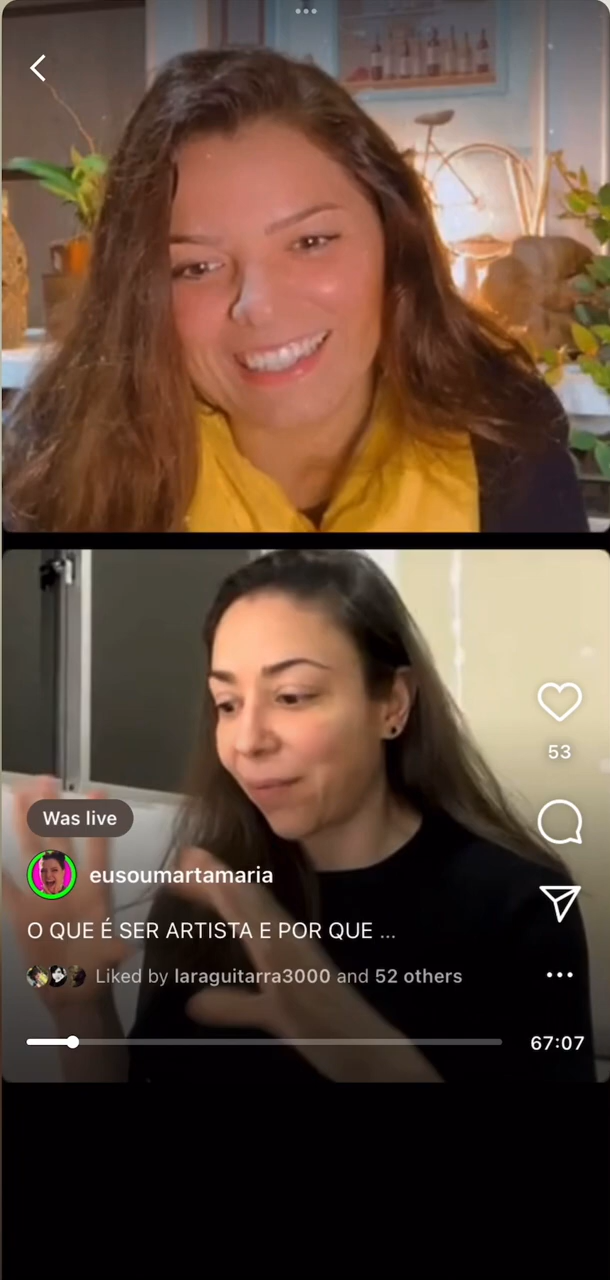 53
Was live
eusoumartamaria
O QUE É SER ARTISTA E POR QUE ...
Liked by laraguitarra3000 and 52 others
67:07